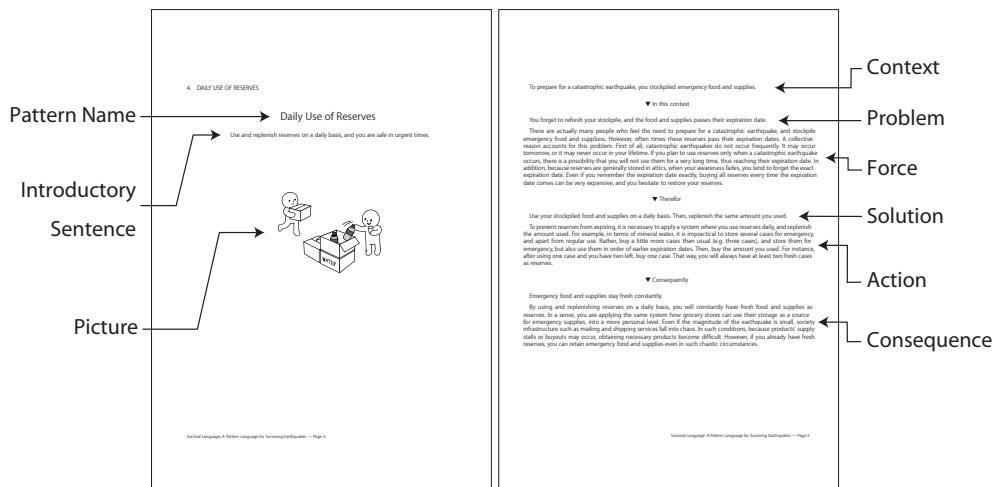 Pattern Name
Introductory
Sentence
Picture
4. DAILY USE OF RESERVES
Daily Use of Reserves
Use and replenish reserves on a daily basis, and you are safe in urgent times.
WATER
Survival Language: A Pattern Language for Surviving Earthquakes — Page 4
To prepare for a catastrophic earthquake, you stockpiled emergency food and supplies.
▼ In this context
You forget to refresh your stockpile, and the food and supplies passes their expiration date.
There are actually many people who feel the need to prepare for a catastrophic earthquake, and stockpile
emergency food and suppliess. However, often times these reserves pass their expiration dates. A collective
reason accounts for this problem. First of all, catastrophic earthquakes do not occur frequently. It may occur
tomorrow, or it may never occur in your lifetime. If you plan to use reserves only when a catastrophic earthquake
occurs, there is a possibility that you will not use them for a very long time, thus reaching their expiration date. In
addition, because reserves are generally stored in attics, when your awareness fades, you tend to forget the exact
expiration date. Even if you remember the expiration date exactly, buying all reserves every time the expiration
date comes can be very expensive, and you hesitate to restore your reserves.
▼ Therefor
Use your stockpiled food and supplies on a daily basis. Then, replenish the same amount you used.
To prevent reserves from expiring, it is necessary to apply a system where you use reserves daily, and replenish
the amount used. For example, in terms of mineral water, it is impractical to store several cases for emergency,
and apart from regular use. Rather, buy a little more cases than usual (e.g. three cases), and store them for
emergency, but also use them in order of earlier expiration dates. Then, buy the amount you used. For instance,
after using one case and you have two left, buy one case. That way, you will always have at least two fresh cases
as reserves.
▼ Consequently
Emergency food and supplies stay fresh constantly.
By using and replenishing reserves on a daily basis, you will constantly have fresh food and supplies as
reserves. In a sense, you are applying the same system how grocery stores can use their storage as a source
for emergency supplies, into a more personal level. Even if the magnitude of the earthquake is small, society
infrastructure such as mailing and shipping services fall into chaos. In such conditions, because products' supply
stalls or buyouts may occur, obtaining necessary products become difficult. However, if you already have fresh
reserves, you can retain emergency food and supplies even in such chaotic circumstances.
Survival Language: A Pattern Language for Surviving Earthquakes — Page 5
Context
Problem
Force
Solution
Action
Consequence